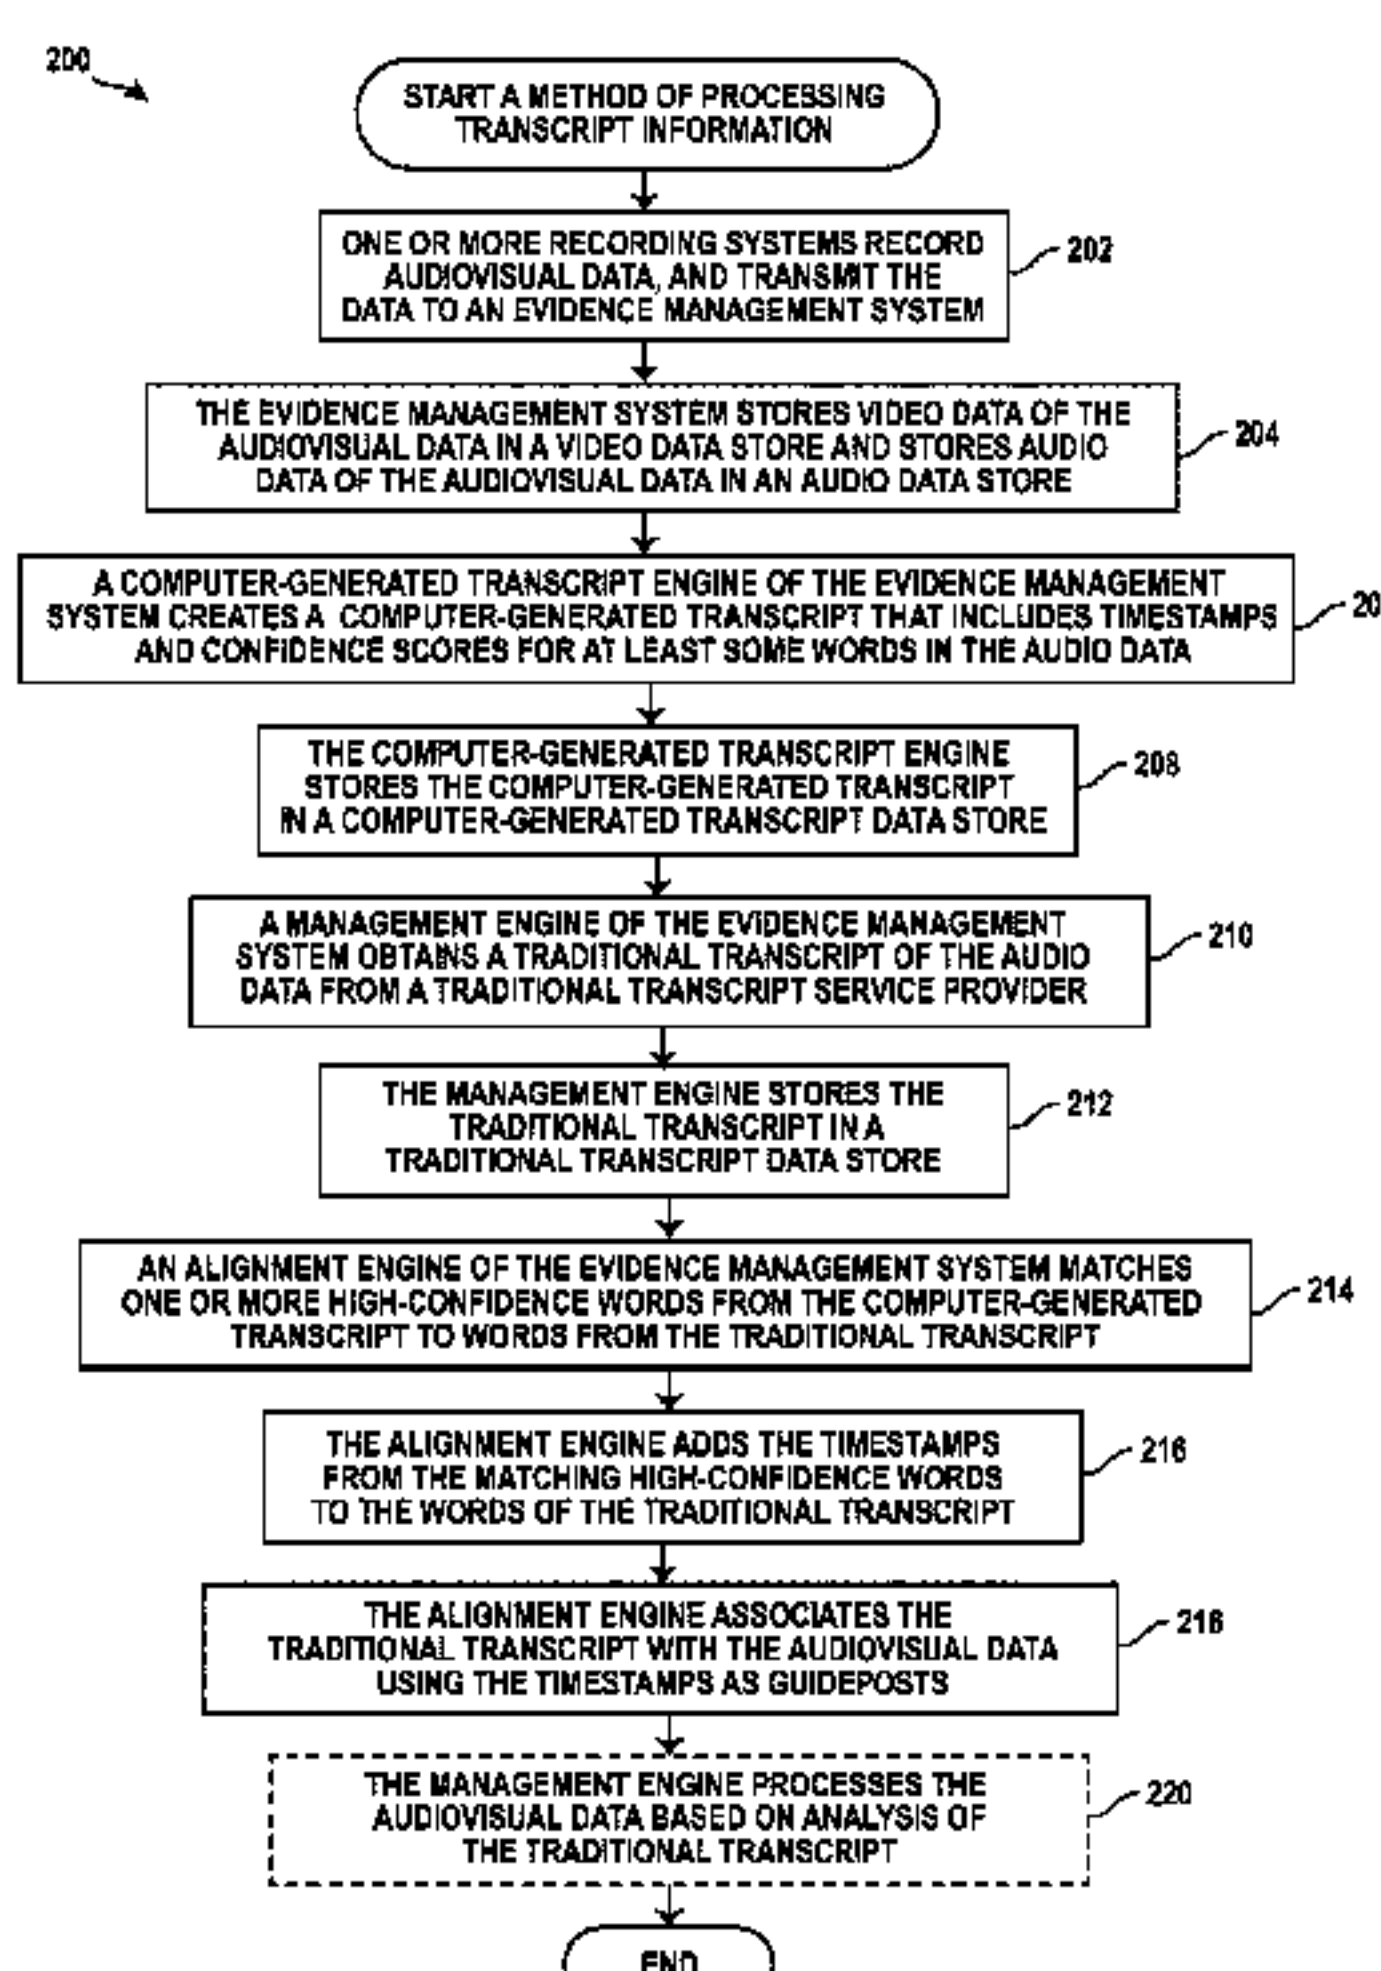 200
START A METHOD OF PROCESSING
TRANSCRIPT INFORMATION
ONE OR MORE RECORDING SYSTEMS RECORD
AUDIOVISUAL DATA, AND TRANSMIT THE
DATA TO AN EVIDENCE MANAGEMENT SYSTEM
202
THE EVIDENCE MANAGEMENT SYSTEM STORES VIDEO DATA OF THE
AUDIOVISUAL DATA IN A VIDEO DATA STORE AND STORES AUDIO
DATA OF THE AUDIOVISUAL DATA IN AN AUDIO DATA STORE
204
A COMPUTER-GENERATED TRANSCRIPT ENGINE OF THE EVIDENCE MANAGEMENT
SYSTEM CREATES A COMPUTER-GENERATED TRANSCRIPT THAT INCLUDES TIMESTAMPS
AND CONFIDENCE SCORES FOR AT LEAST SOME WORDS IN THE AUDIO DATA
20
THE COMPUTER-GENERATED TRANSCRIPT ENGINE
STORES THE COMPUTER-GENERATED TRANSCRIPT
IN A COMPUTER-GENERATED TRANSCRIPT DATA STORE
208
A MANAGEMENT ENGINE OF THE EVIDENCE MANAGEMENT
SYSTEM OBTAINS A TRADITIONAL TRANSCRIPT OF THE AUDIO
DATA FROM A TRADITIONAL TRANSCRIPT SERVICE PROVIDER
210
THE MANAGEMENT ENGINE STORES THE
TRADITIONAL TRANSCRIPT IN A
TRADITIONAL TRANSCRIPT DATA STORE
212
AN ALIGNMENT ENGINE OF THE EVIDENCE MANAGEMENT SYSTEM MATCHES
ONE OR MORE HIGH-CONFIDENCE WORDS FROM THE COMPUTER-GENERATED
TRANSCRIPT TO WORDS FROM THE TRADITIONAL TRANSCRIPT
214
THE ALIGNMENT ENGINE ADDS THE TIMESTAMPS
FROM THE MATCHING HIGH-CONFIDENCE WORDS
TO THE WORDS OF THE TRADITIONAL TRANSCRIPT
216
THE ALIGNMENT ENGINE ASSOCIATES THE
TRADITIONAL TRANSCRIPT WITH THE AUDIOVISUAL DATA
USING THE TIMESTAMPS AS GUIDEPOSTS
218
THE MANAGEMENT ENGINE PROCESSES THE
AUDIOVISUAL DATA BASED ON ANALYSIS OF
THE TRADITIONAL TRANSCRIPT
220
END